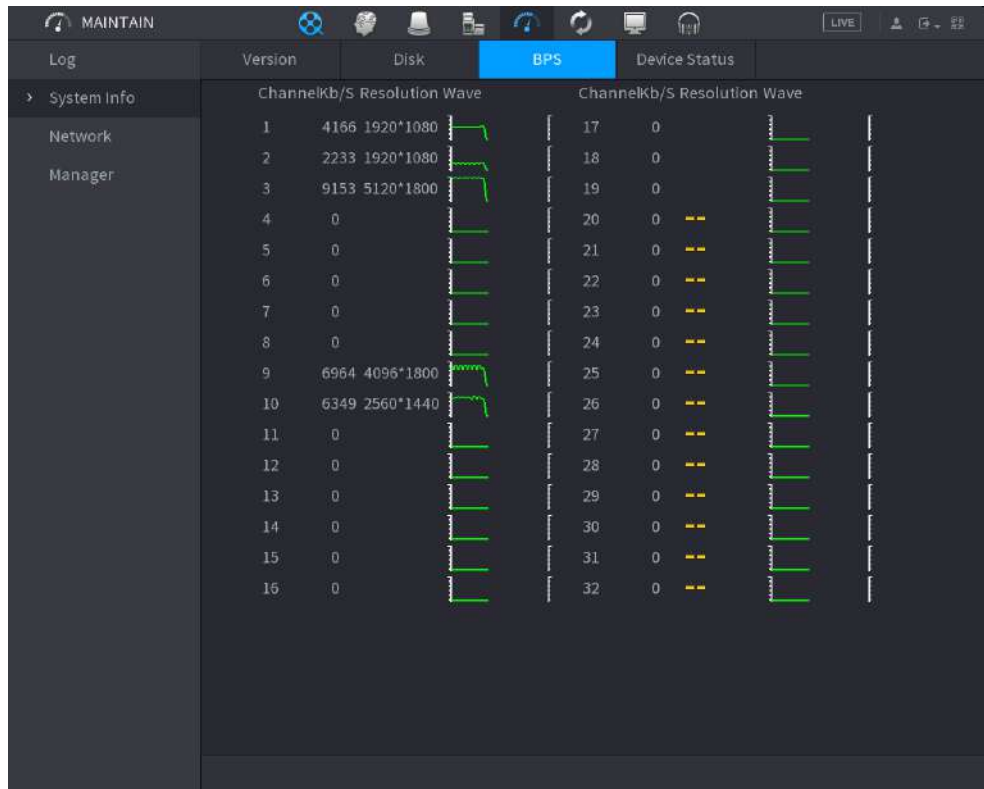 MAINTAIN LIVE
Log Version Disk BPS Device Status
System Info ChannelKb/S Resolution Wave ChannelKb/S Resolution Wave
Network
Manager
1 4166 1920*1080 17 0
2 2233 1920*1080 18 0
3 9153 5120*1800 19 0
4 0 20 0 --
5 0 21 0 --
6 0 22 0 --
7 0 23 0 --
8 0 24 0 --
9 6964 4096*1800 25 0 --
10 6349 2560*1440 26 0 --
11 0 27 0 --
12 0 28 0 --
13 0 29 0 --
14 0 30 0 --
15 0 31 0 --
16 0 32 0 --